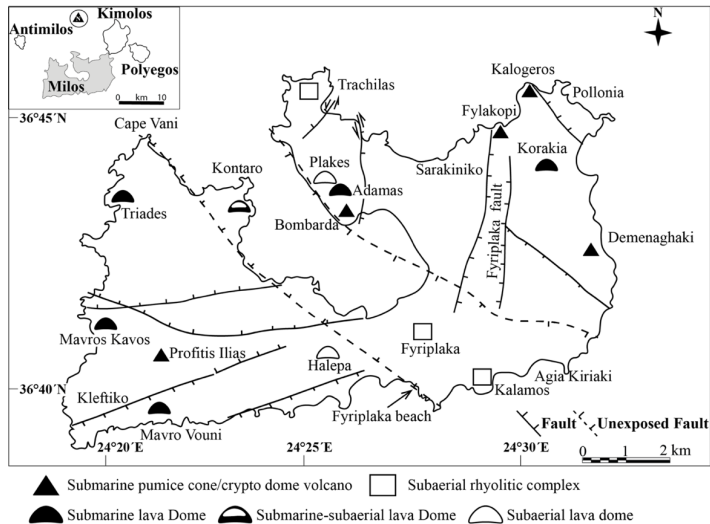 Kimolos
Antimilos
Polyegos
Milos
0 km 10
N
Kalogeros
Trachilas
Pollonia
36°45´N
Fylakopi
Cape Vani
Korakia
Kontaro
Plakes
Sarakiniko
Adamas
Triades
Bombarda
Fyriplaka fault
Demenaghaki
Mavros Kavos
Fyriplaka
Profitis Ilias
Halepa
36°40´N
Agia Kiriaki
Kalamos
Kleftiko
Fyriplaka beach
Fault
Unexposed Fault
Mavro Vouni
24°20´E
24°25´E
24°30´E
0 1 2 km
Submarine pumice cone/crypto dome volcano
Subaerial rhyolitic complex
Submarine lava Dome
Submarine-subaerial lava Dome
Subaerial lava dome